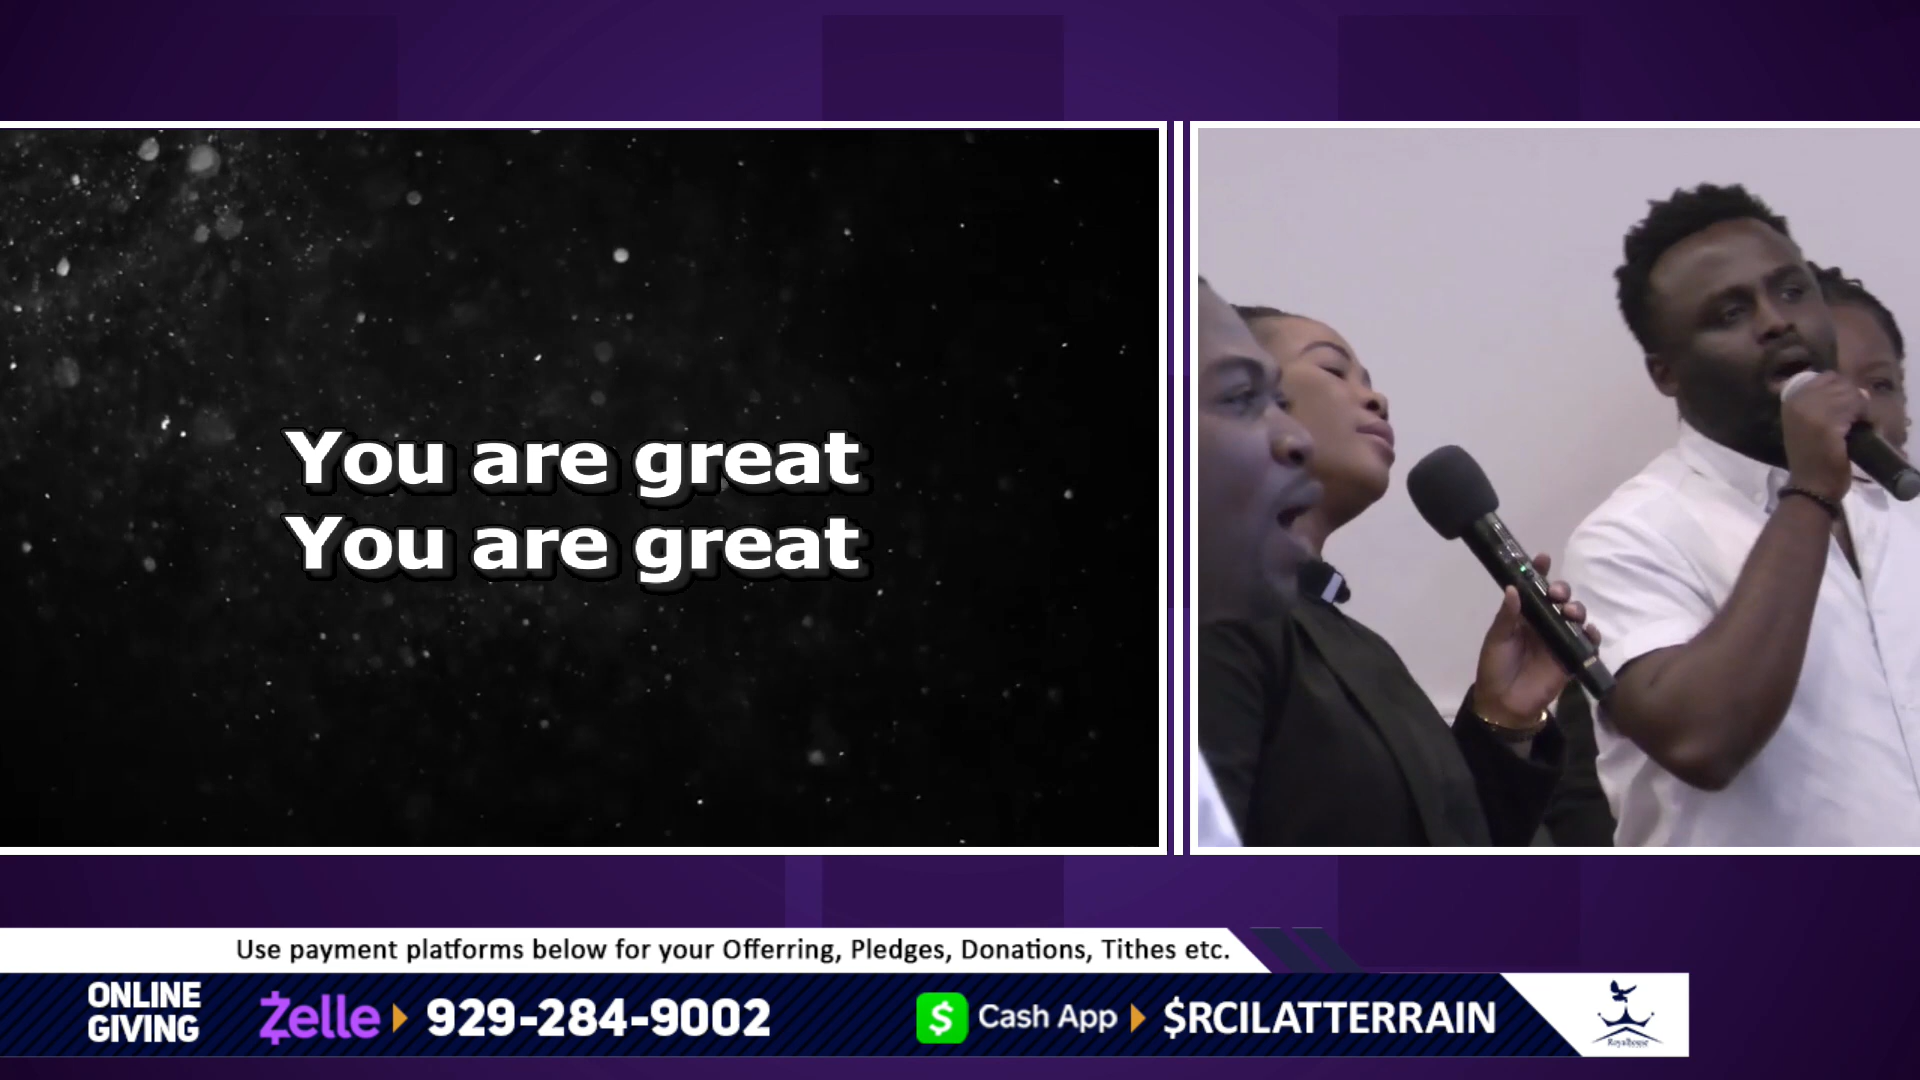 You are great
You are great
Use payment platforms below for your Offerring, Pledges, Donations, Tithes etc.
ONLINE
GIVING
Zelle 929-284-9002
$ Cash App $RCILATTERRAIN
Royalhouse